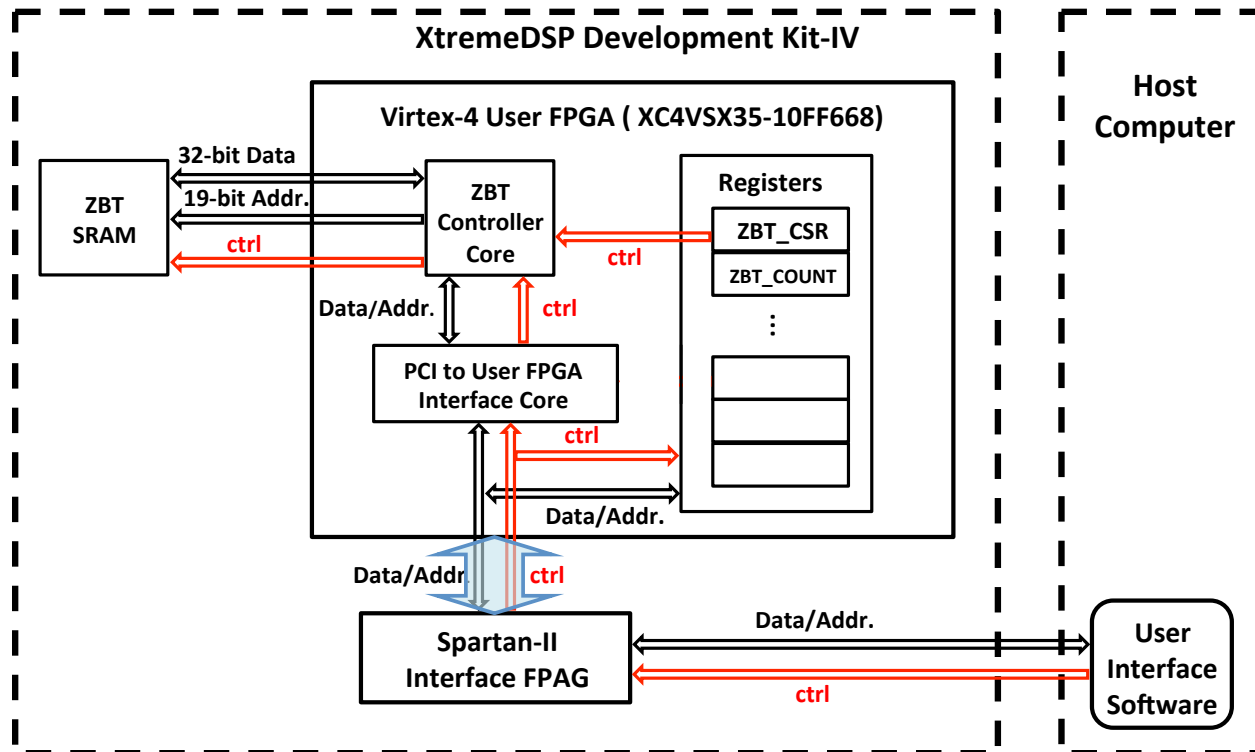 XtremeDSP Development Kit-IV
Host
Computer
Virtex-4 User FPGA ( XC4VSX35-10FF668)
32-bit Data
19-bit Addr.
ctrl
ZBT
SRAM
ZBT
Controller
Core
ctrl
Registers
ZBT_CSR
ZBT_COUNT
...
Data/Addr.
ctrl
PCI to User FPGA
Interface Core
ctrl
Data/Addr.
Data/Addr.
ctrl
Spartan-II
Interface FPAG
Data/Addr.
ctrl
User
Interface
Software